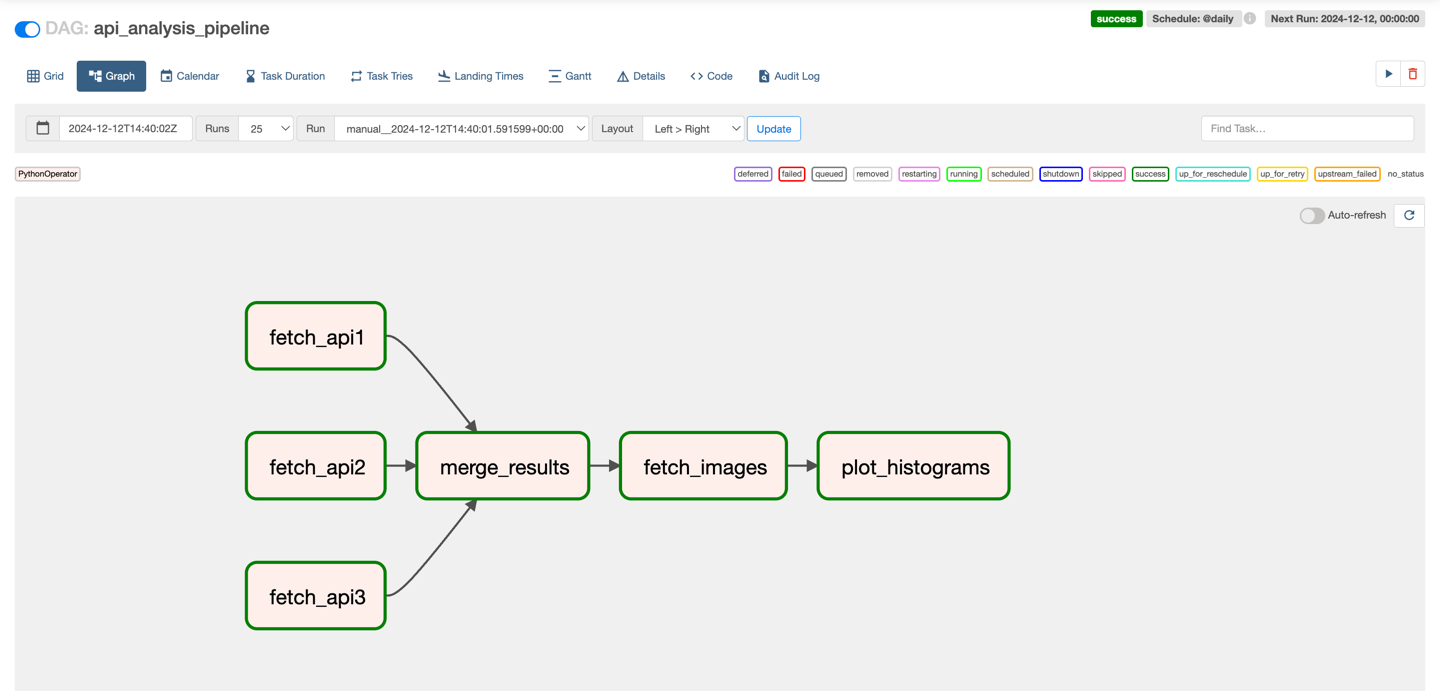 DAG: api_analysis_pipeline
success Schedule: @daily Next Run: 2024-12-12, 00:00:00
Grid Graph Calendar Task Duration Task Tries Landing Times Gantt Details Code Audit Log
2024-12-12T14:40:02Z Runs 25 Run manual__2024-12-12T14:40:01.591599+00:00 Layout Left > Right Update Find Task...
PythonOperator deferred failed queued removed restarting running scheduled shutdown skipped success up_for_reschedule up_for_retry upstream_failed no_status
Auto-refresh
fetch_api1
fetch_api2 merge_results fetch_images plot_histograms
fetch_api3